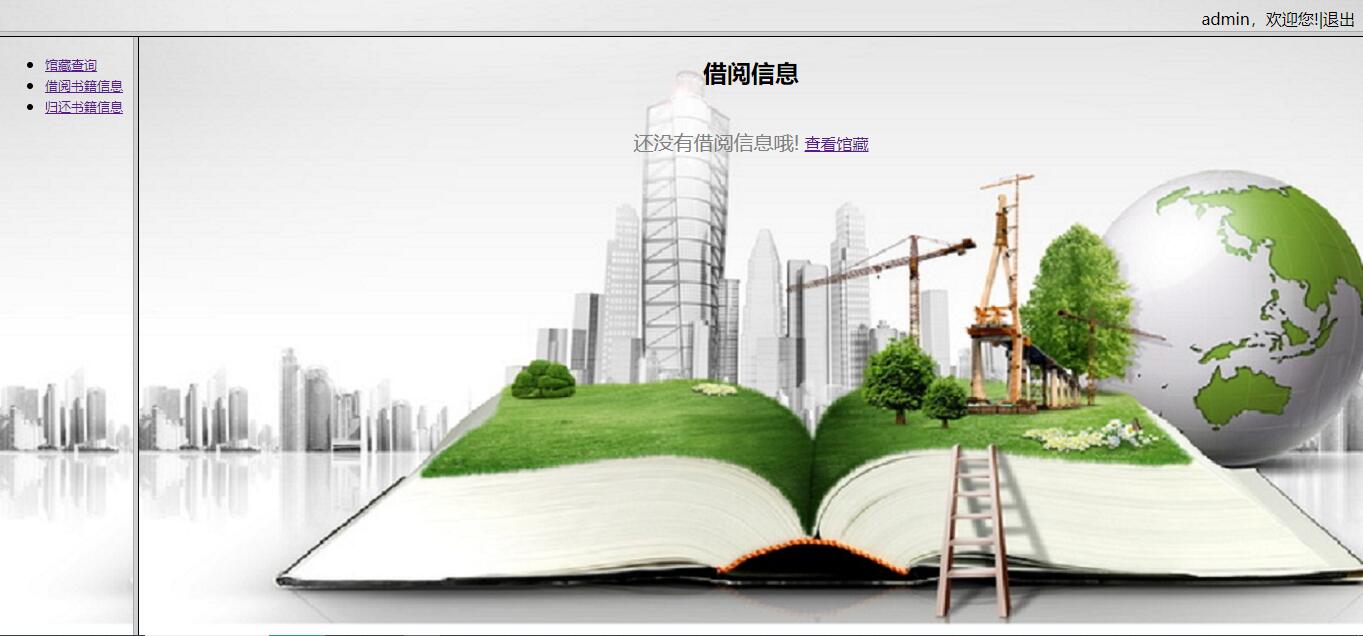 admin，欢迎您!|退出
馆藏查询
借阅书籍信息
归还书籍信息
借阅信息
还没有借阅信息哦! 查看馆藏